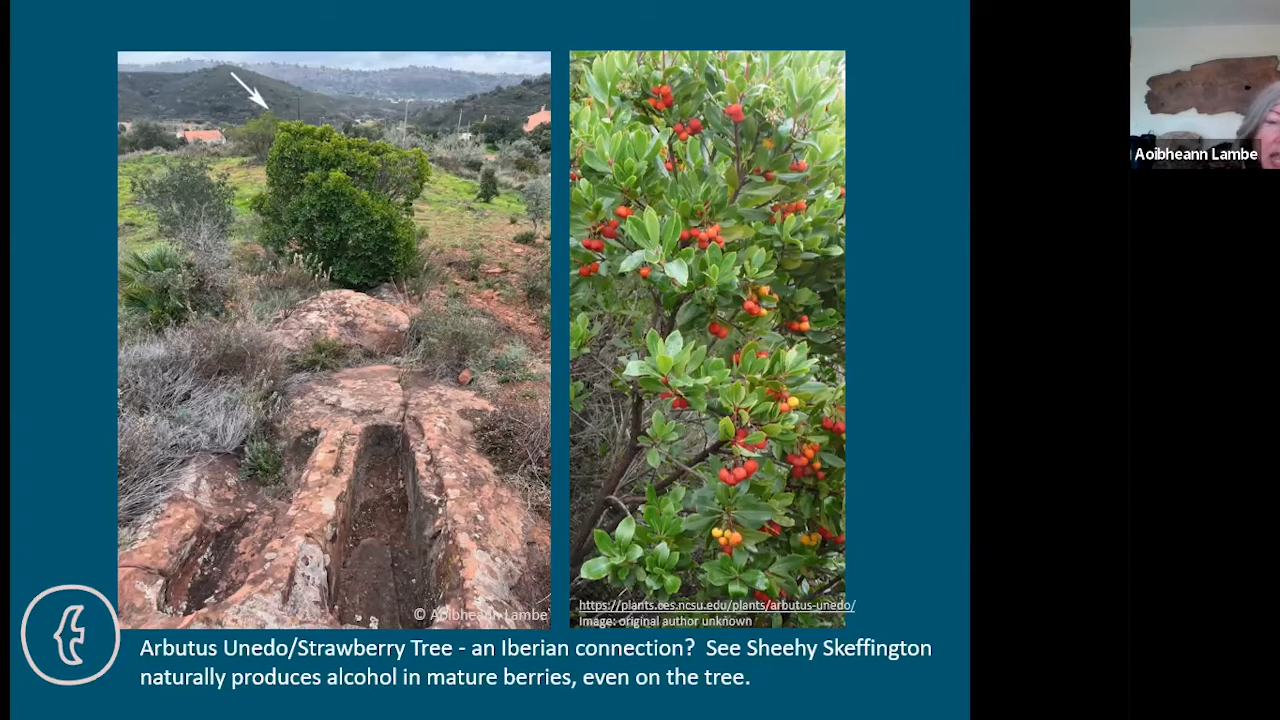 Aoibheann Lambe
© Aoibheann Lambe
https://plants.ces.ncsu.edu/plants/arbutus-unedo/
Image: original author unknown
Arbutus Unedo/Strawberry Tree - an Iberian connection?  See Sheehy Skeffington
naturally produces alcohol in mature berries, even on the tree.